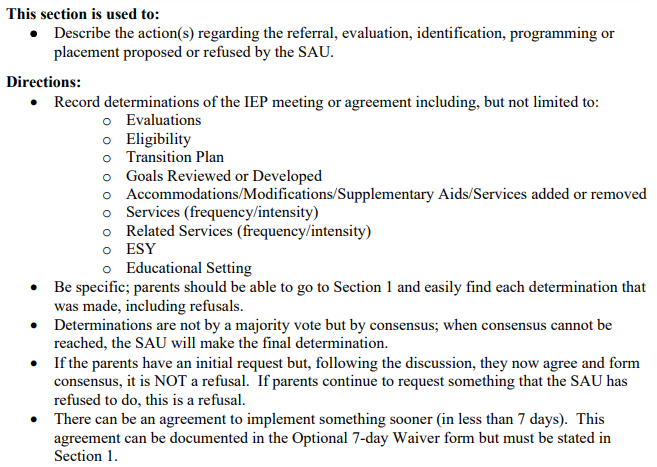 This section is used to:
● Describe the action(s) regarding the referral, evaluation, identification, programming or
placement proposed or refused by the SAU.
Directions:
● Record determinations of the IEP meeting or agreement including, but not limited to:
o Evaluations
o Eligibility
o Transition Plan
o Goals Reviewed or Developed
o Accommodations/Modifications/Supplementary Aids/Services added or removed
o Services (frequency/intensity)
o Related Services (frequency/intensity)
o ESY
o Educational Setting
● Be specific; parents should be able to go to Section 1 and easily find each determination that
was made, including refusals.
● Determinations are not by a majority vote but by consensus; when consensus cannot be
reached, the SAU will make the final determination.
● If the parents have an initial request but, following the discussion, they now agree and form
consensus, it is NOT a refusal.  If parents continue to request something that the SAU has
refused to do, this is a refusal.
● There can be an agreement to implement something sooner (in less than 7 days).  This
agreement can be documented in the Optional 7-day Waiver form but must be stated in
Section 1.